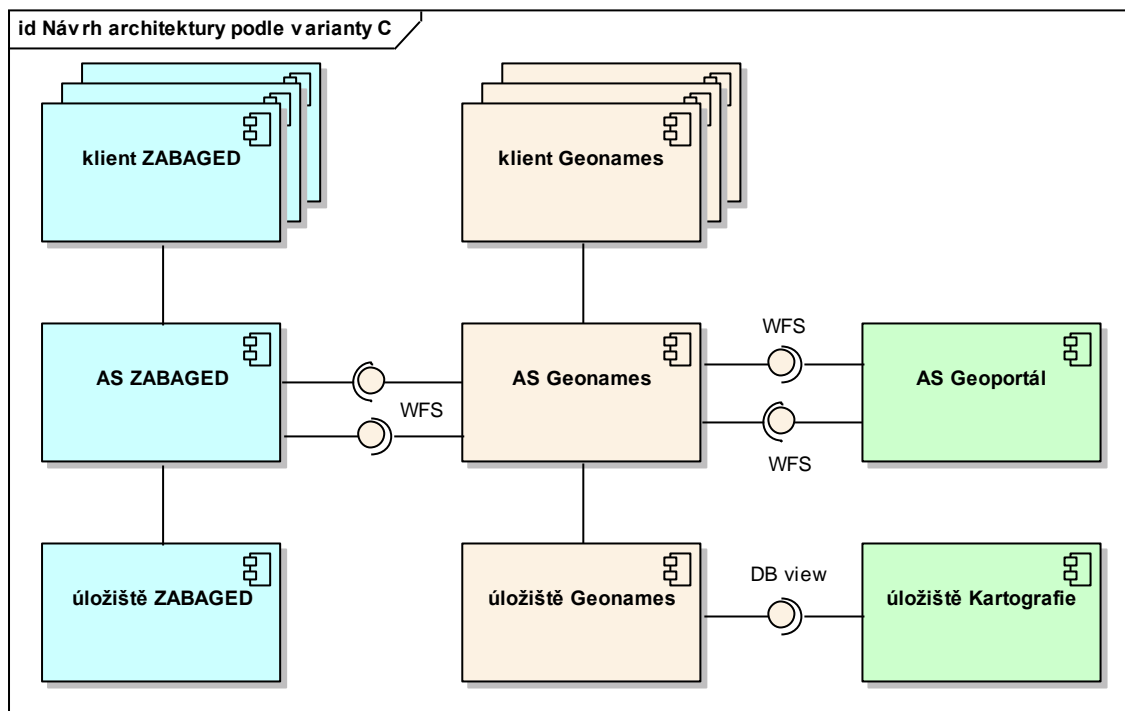 id Návrh architektury podle varianty C
klient ZABAGED
klient Geonames
AS ZABAGED
WFS
AS Geonames
WFS
WFS
AS Geoportál
úložiště ZABAGED
úložiště Geonames
DB view
úložiště Kartografie